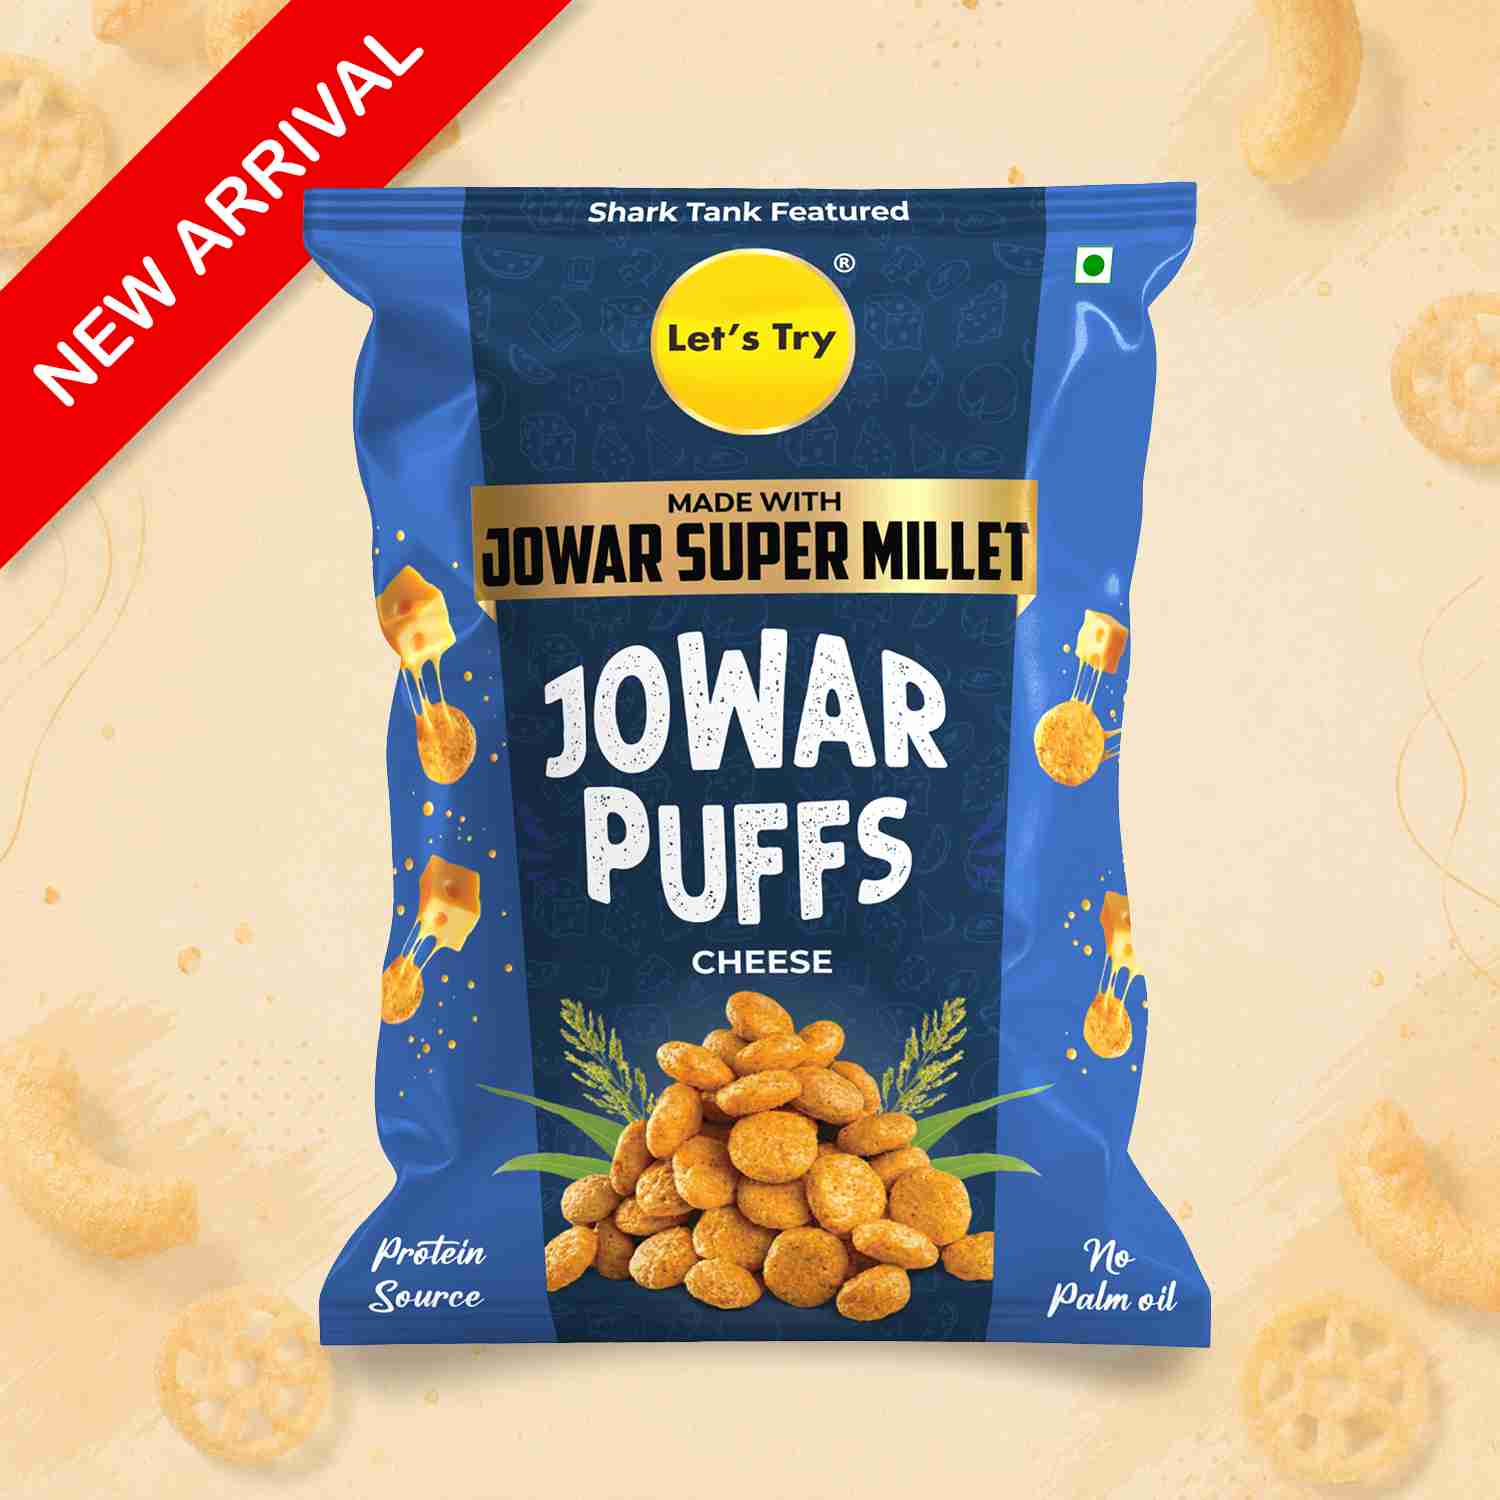 NEW ARRIVAL
Shark Tank Featured
Let's Try ®
MADE WITH
JOWAR SUPER MILLET
JOWAR
PUFFS
CHEESE
Protein
Source
No
Palm oil